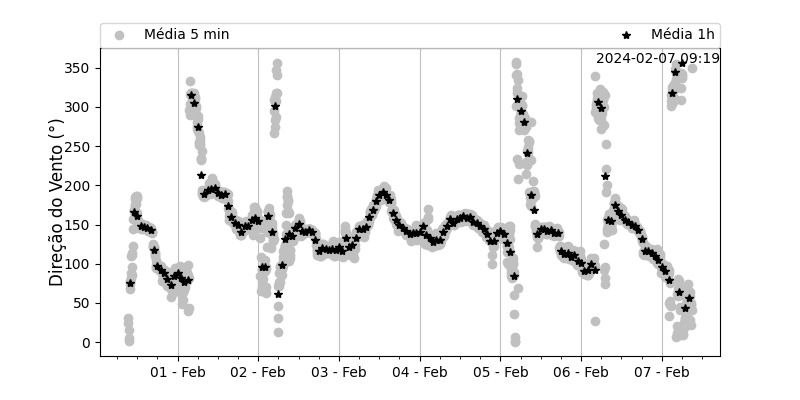 Média 5 min
Média 1h
2024-02-07 09:19
Direção do Vento (°)
350
300
250
200
150
100
50
0
01 - Feb
02 - Feb
03 - Feb
04 - Feb
05 - Feb
06 - Feb
07 - Feb